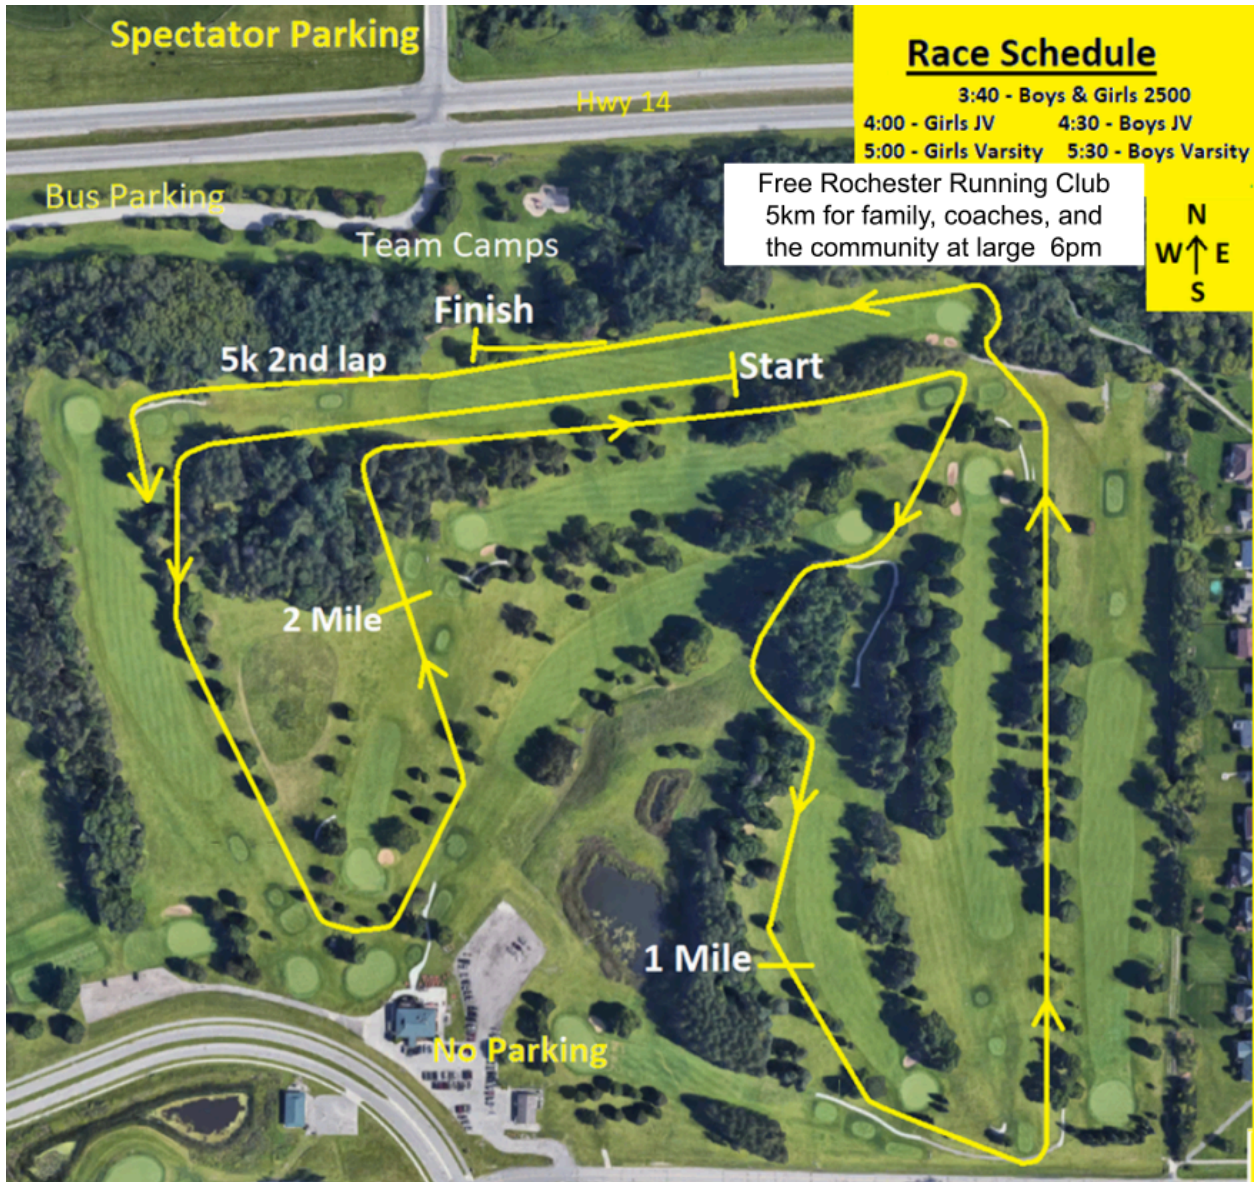 Spectator Parking
Race Schedule
3:40 - Boys & Girls 2500
4:00 - Girls JV 4:30 - Boys JV
5:00 - Girls Varsity 5:30 - Boys Varsity
Hwy 14
Free Rochester Running Club
5km for family, coaches, and
the community at large 6pm
Bus Parking
N
W E
S
Team Camps
Finish
5k 2nd lap
Start
2 Mile
1 Mile
No Parking